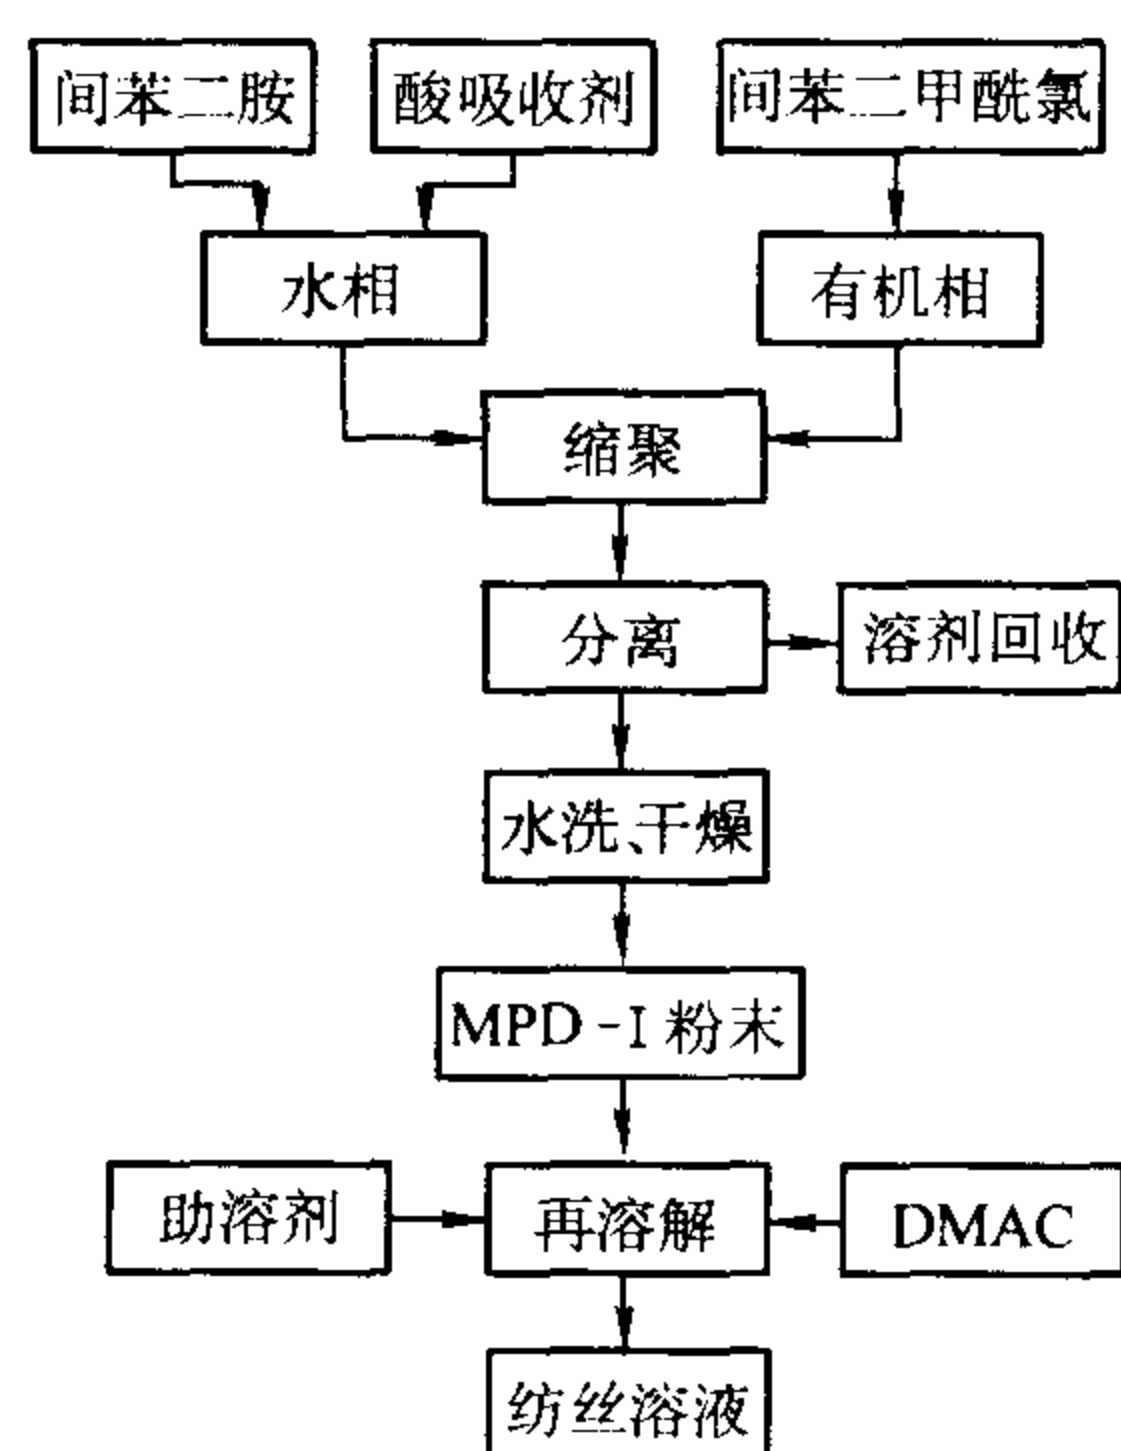 间苯二胺
酸吸收剂
间苯二甲酰氯
水相
有机相
缩聚
分离
溶剂回收
水洗、干燥
MPD-I 粉末
助溶剂
再溶解
DMAC
纺丝溶液